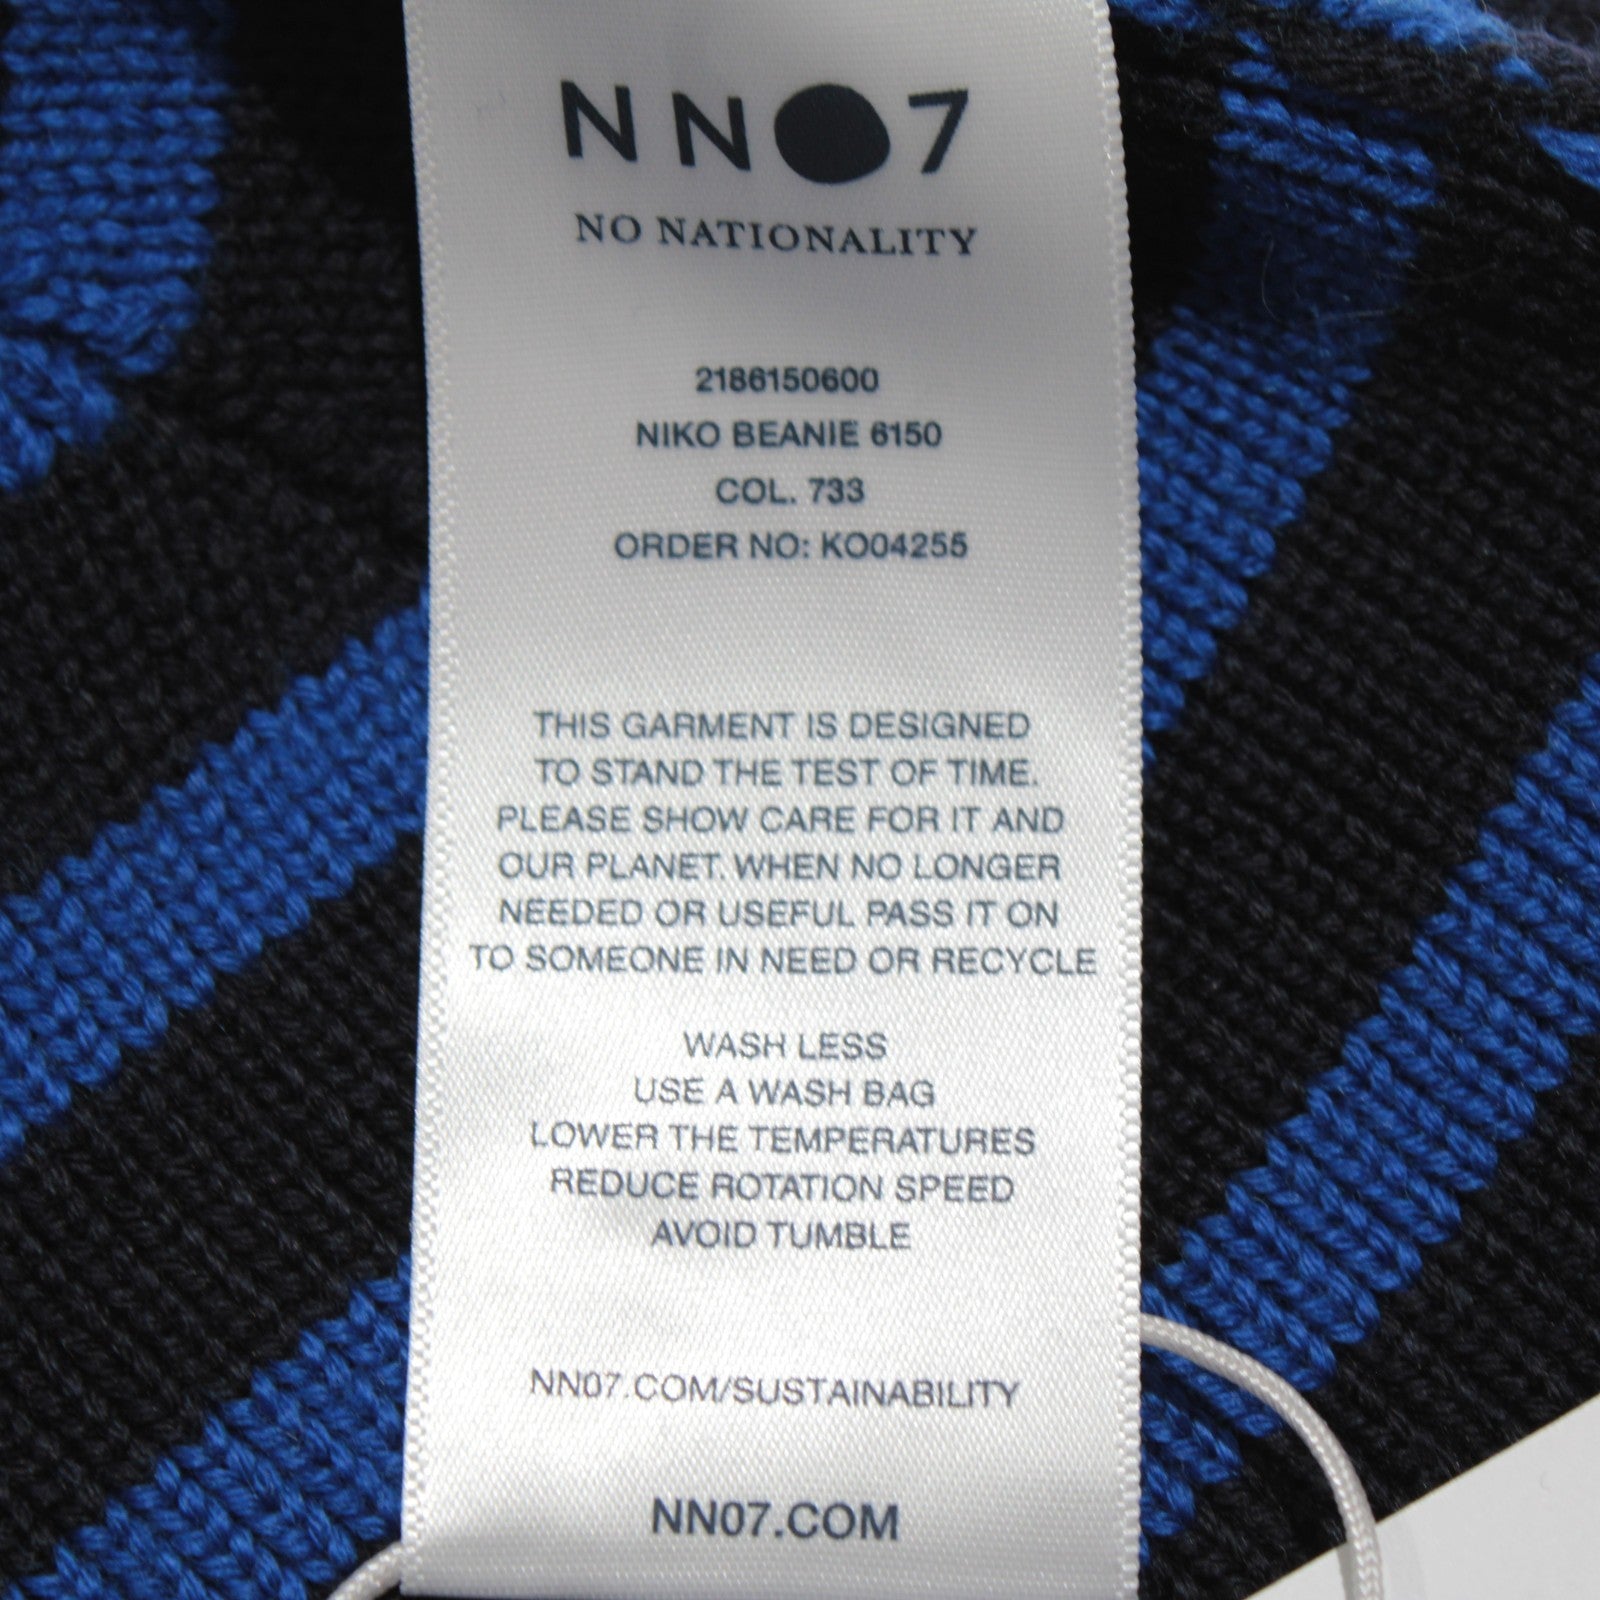 NN07
NO NATIONALITY
2186150600
NIKO BEANIE 6150
COL. 733
ORDER NO: KO04255
THIS GARMENT IS DESIGNED
TO STAND THE TEST OF TIME.
PLEASE SHOW CARE FOR IT AND
OUR PLANET. WHEN NO LONGER
NEEDED OR USEFUL PASS IT ON
TO SOMEONE IN NEED OR RECYCLE
WASH LESS
USE A WASH BAG
LOWER THE TEMPERATURES
REDUCE ROTATION SPEED
AVOID TUMBLE
NN07.COM/SUSTAINABILITY
NN07.COM